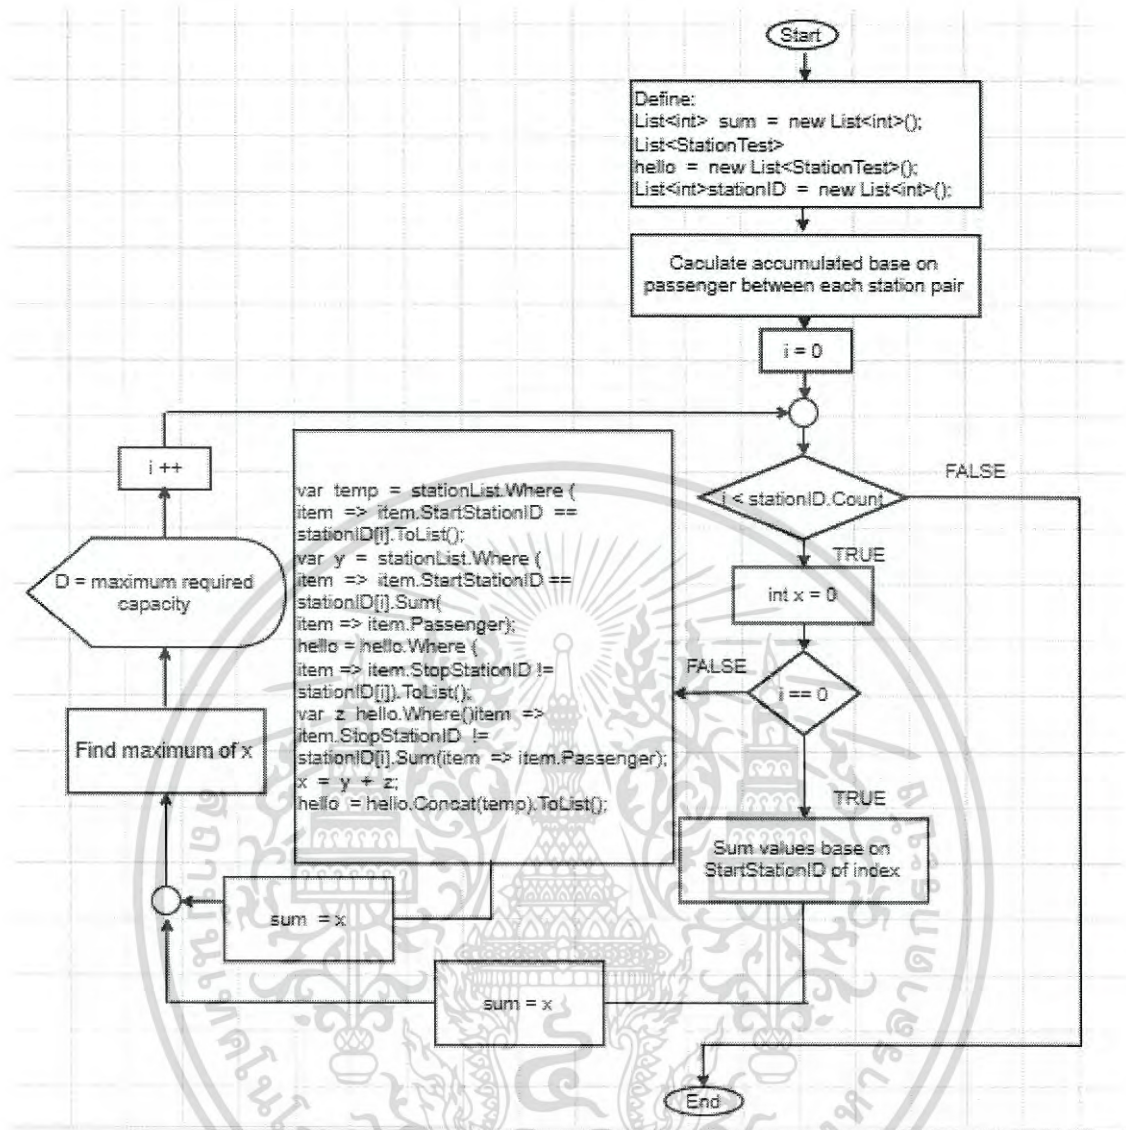 Start
Define:
List<int> sum = new List<int>();
List<StationTest>
hello = new List<StationTest>();
List<int>stationID = new List<int>();
Caculate accumulated base on
passenger between each station pair
i = 0
i < stationID.Count
FALSE
TRUE
int x = 0
i == 0
FALSE
TRUE
Sum values base on
StartStationID of index
sum = x
var temp = stationList.Where (
item => item.StartStationID ==
stationID[i].ToList();
var y = stationList.Where (
item => item.StartStationID ==
stationID[i].Sum(
item => item.Passenger);
hello = hello.Where (
item => item.StopStationID !=
stationID[i]).ToList();
var z hello.Where()item =>
item.StopStationID !=
stationID[i].Sum(item => item.Passenger);
x = y + z;
hello = hello.Concat(temp).ToList();
sum = x
Find maximum of x
D = maximum required
capacity
i ++
End